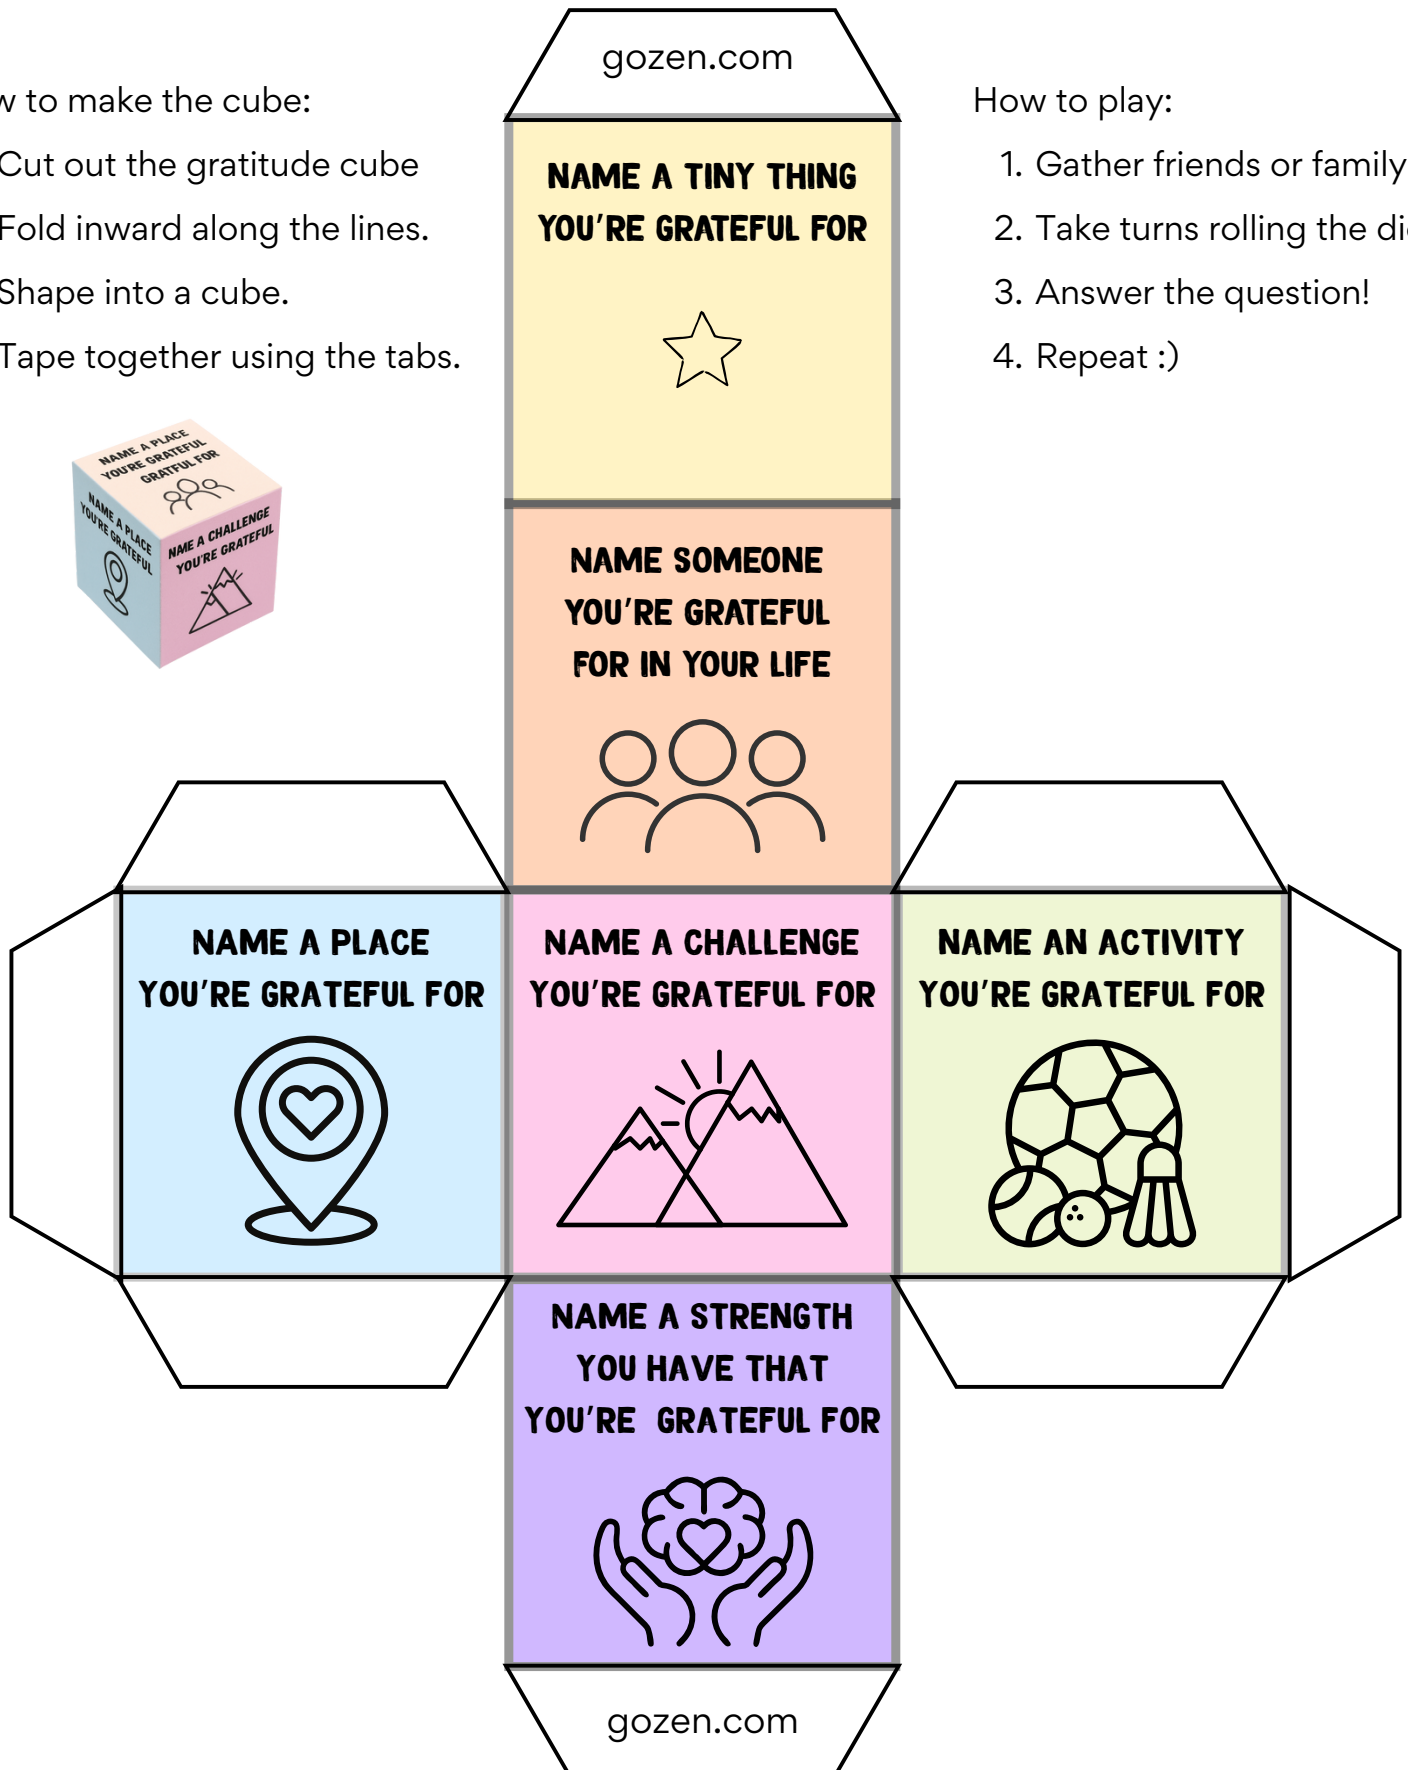 gozen.com
w to make the cube:
Cut out the gratitude cube
Fold inward along the lines.
Shape into a cube.
Tape together using the tabs.
How to play:
1. Gather friends or family
2. Take turns rolling the di
3. Answer the question!
4. Repeat :)
NAME A TINY THING
YOU'RE GRATEFUL FOR
NAME A PLACE
YOU'RE GRATEFUL
GRATFUL FOR
NAME A PLACE
YOU'RE GRATEFUL
NAME A CHALLENGE
YOU'RE GRATEFUL
NAME SOMEONE
YOU'RE GRATEFUL
FOR IN YOUR LIFE
NAME A PLACE
YOU'RE GRATEFUL FOR
NAME A CHALLENGE
YOU'RE GRATEFUL FOR
NAME AN ACTIVITY
YOU'RE GRATEFUL FOR
NAME A STRENGTH
YOU HAVE THAT
YOU'RE GRATEFUL FOR
gozen.com